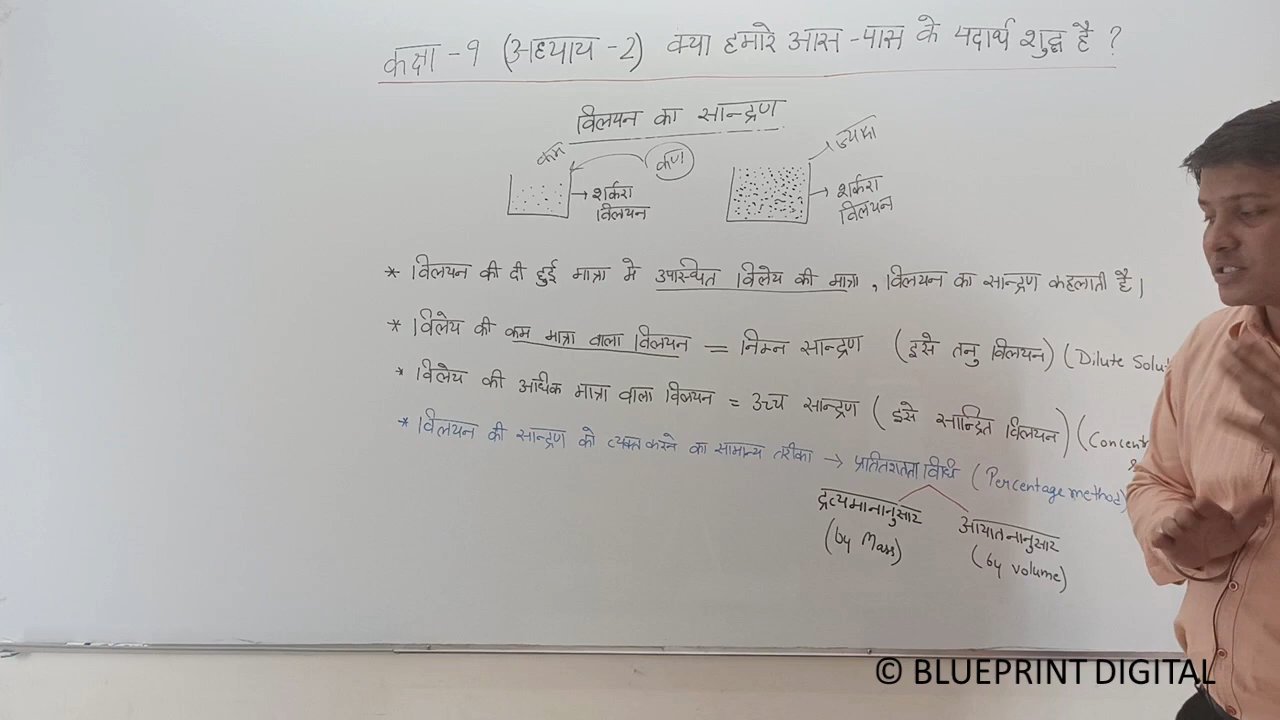 कक्षा - 9 (अध्याय - 2) क्या हमारे आस-पास के पदार्थ शुद्ध है ?
विलयन का सान्द्रण
कम
कण
शर्करा
विलयन
शर्करा
विलयन
* विलयन की दी हुई मात्रा मे उपस्थित विलेय की मात्रा, विलयन का सान्द्रण कहलाती है।
* विलेय की कम मात्रा वाला विलयन = निम्न सान्द्रण (इसे तनु विलयन) (Dilute Solu
* विलेय की अधिक मात्रा वाला विलयन = उच्च सान्द्रण (इसे सान्द्रित विलयन) (Concent
* विलयन की सान्द्रण को व्यक्त करने का सामान्य तरीका → प्रतिशतता विधि (Percentage method)
द्रव्यमानानुसार
(by Mass)
आयतनानुसार
(by volume)
© BLUEPRINT DIGITAL